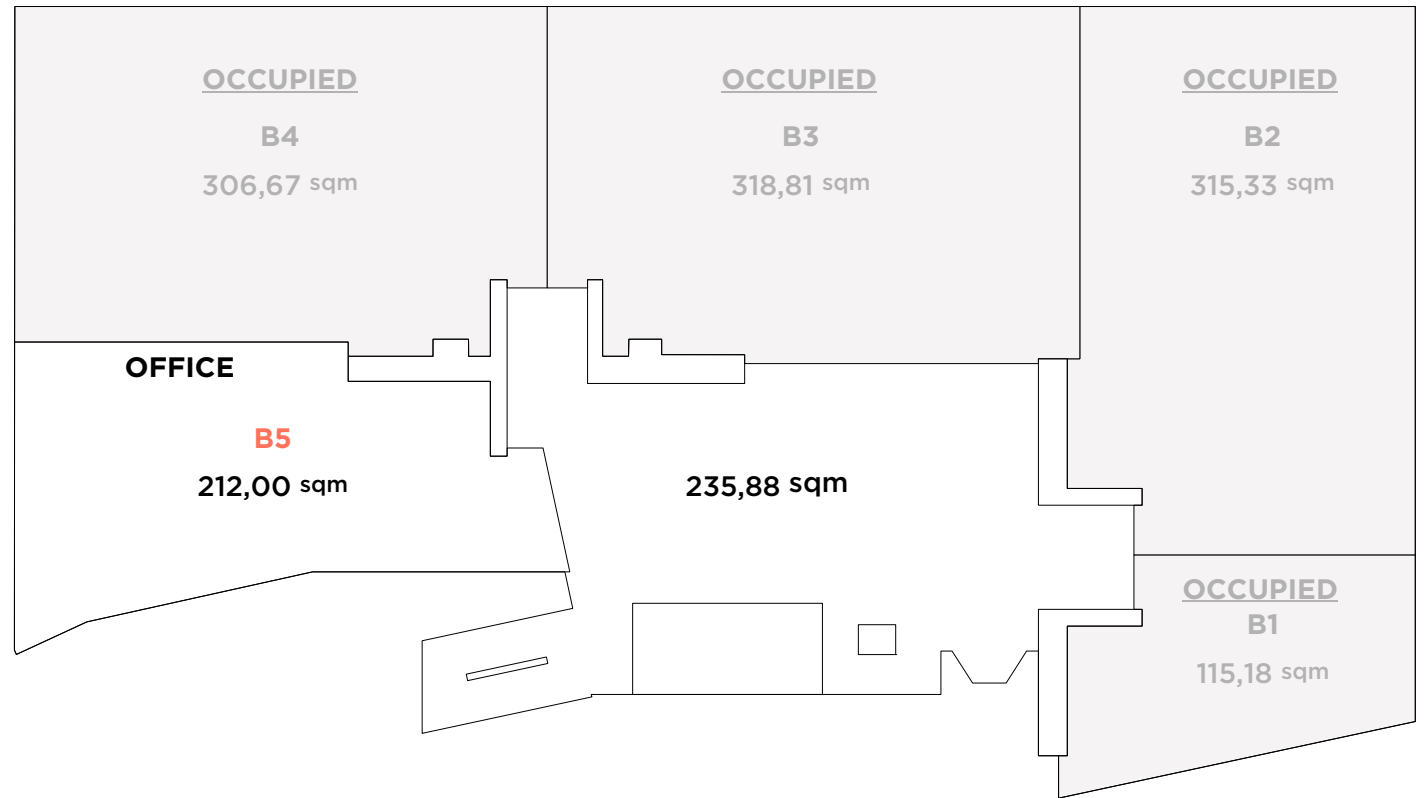 OCCUPIED
B4
306,67 sqm
OCCUPIED
B3
318,81 sqm
OCCUPIED
B2
315,33 sqm
OFFICE
B5
212,00 sqm
235,88 sqm
OCCUPIED
B1
115,18 sqm